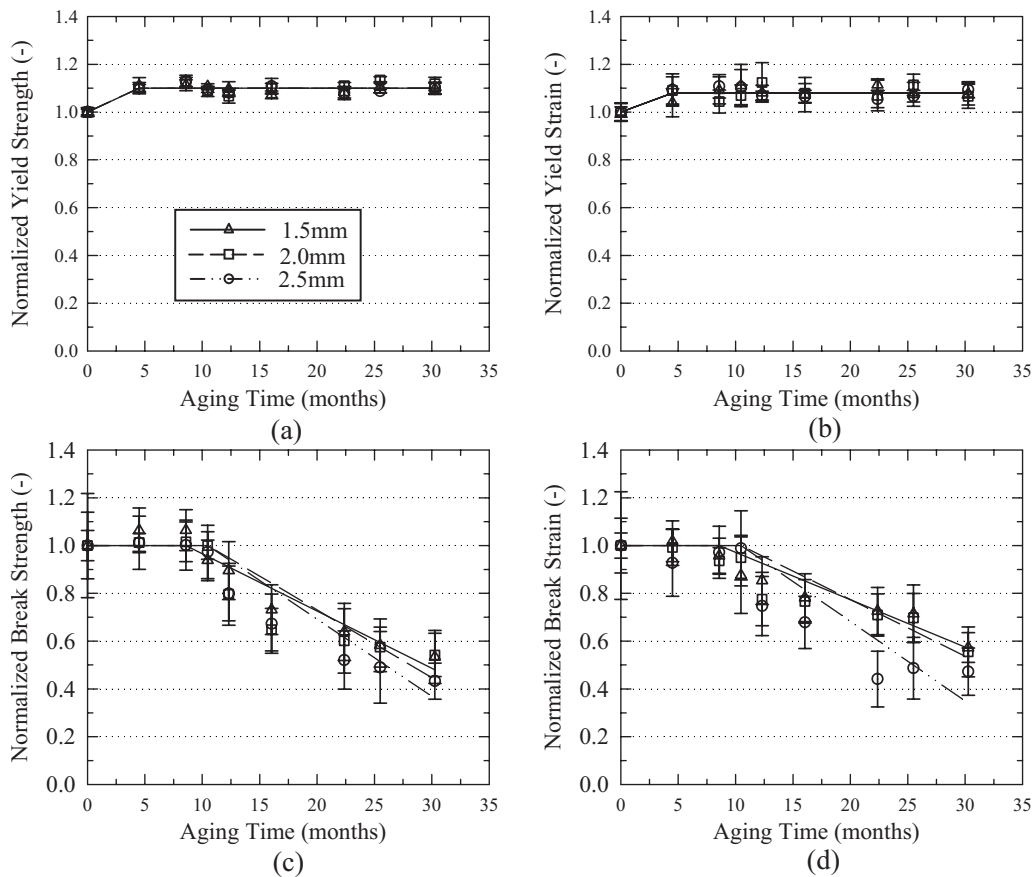 1.4
1.2
1.0
0.8
0.6
0.4
0.2
0.0
Normalized Yield Strength (-)
1.5mm
2.0mm
2.5mm
0 5 10 15 20 25 30 35
Aging Time (months)
(a)
1.4
1.2
1.0
0.8
0.6
0.4
0.2
0.0
Normalized Yield Strain (-)
0 5 10 15 20 25 30 35
Aging Time (months)
(b)
1.4
1.2
1.0
0.8
0.6
0.4
0.2
0.0
Normalized Break Strength (-)
0 5 10 15 20 25 30 35
Aging Time (months)
(c)
1.4
1.2
1.0
0.8
0.6
0.4
0.2
0.0
Normalized Break Strain (-)
0 5 10 15 20 25 30 35
Aging Time (months)
(d)